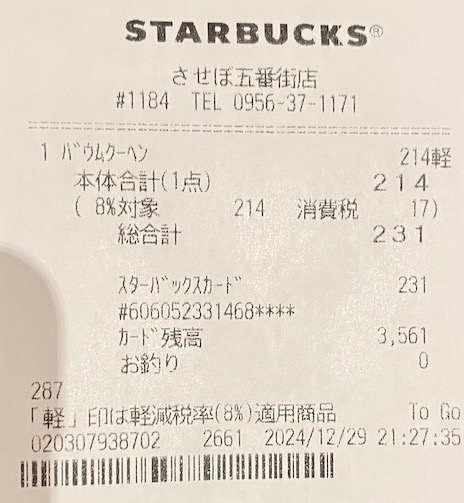 STARBUCKS®
させぼ五番街店
#1184 TEL 0956-37-1171
1 バウムクーヘン 214軽
本体合計(1点) 214
( 8%対象 214 消費税 17)
総合計 231
スターバックスカード 231
#606052331468****
カード残高 3,561
お釣り 0
287
「軽」印は軽減税率(8%)適用商品 To Go
020307938702 2661 2024/12/29 21:27:35